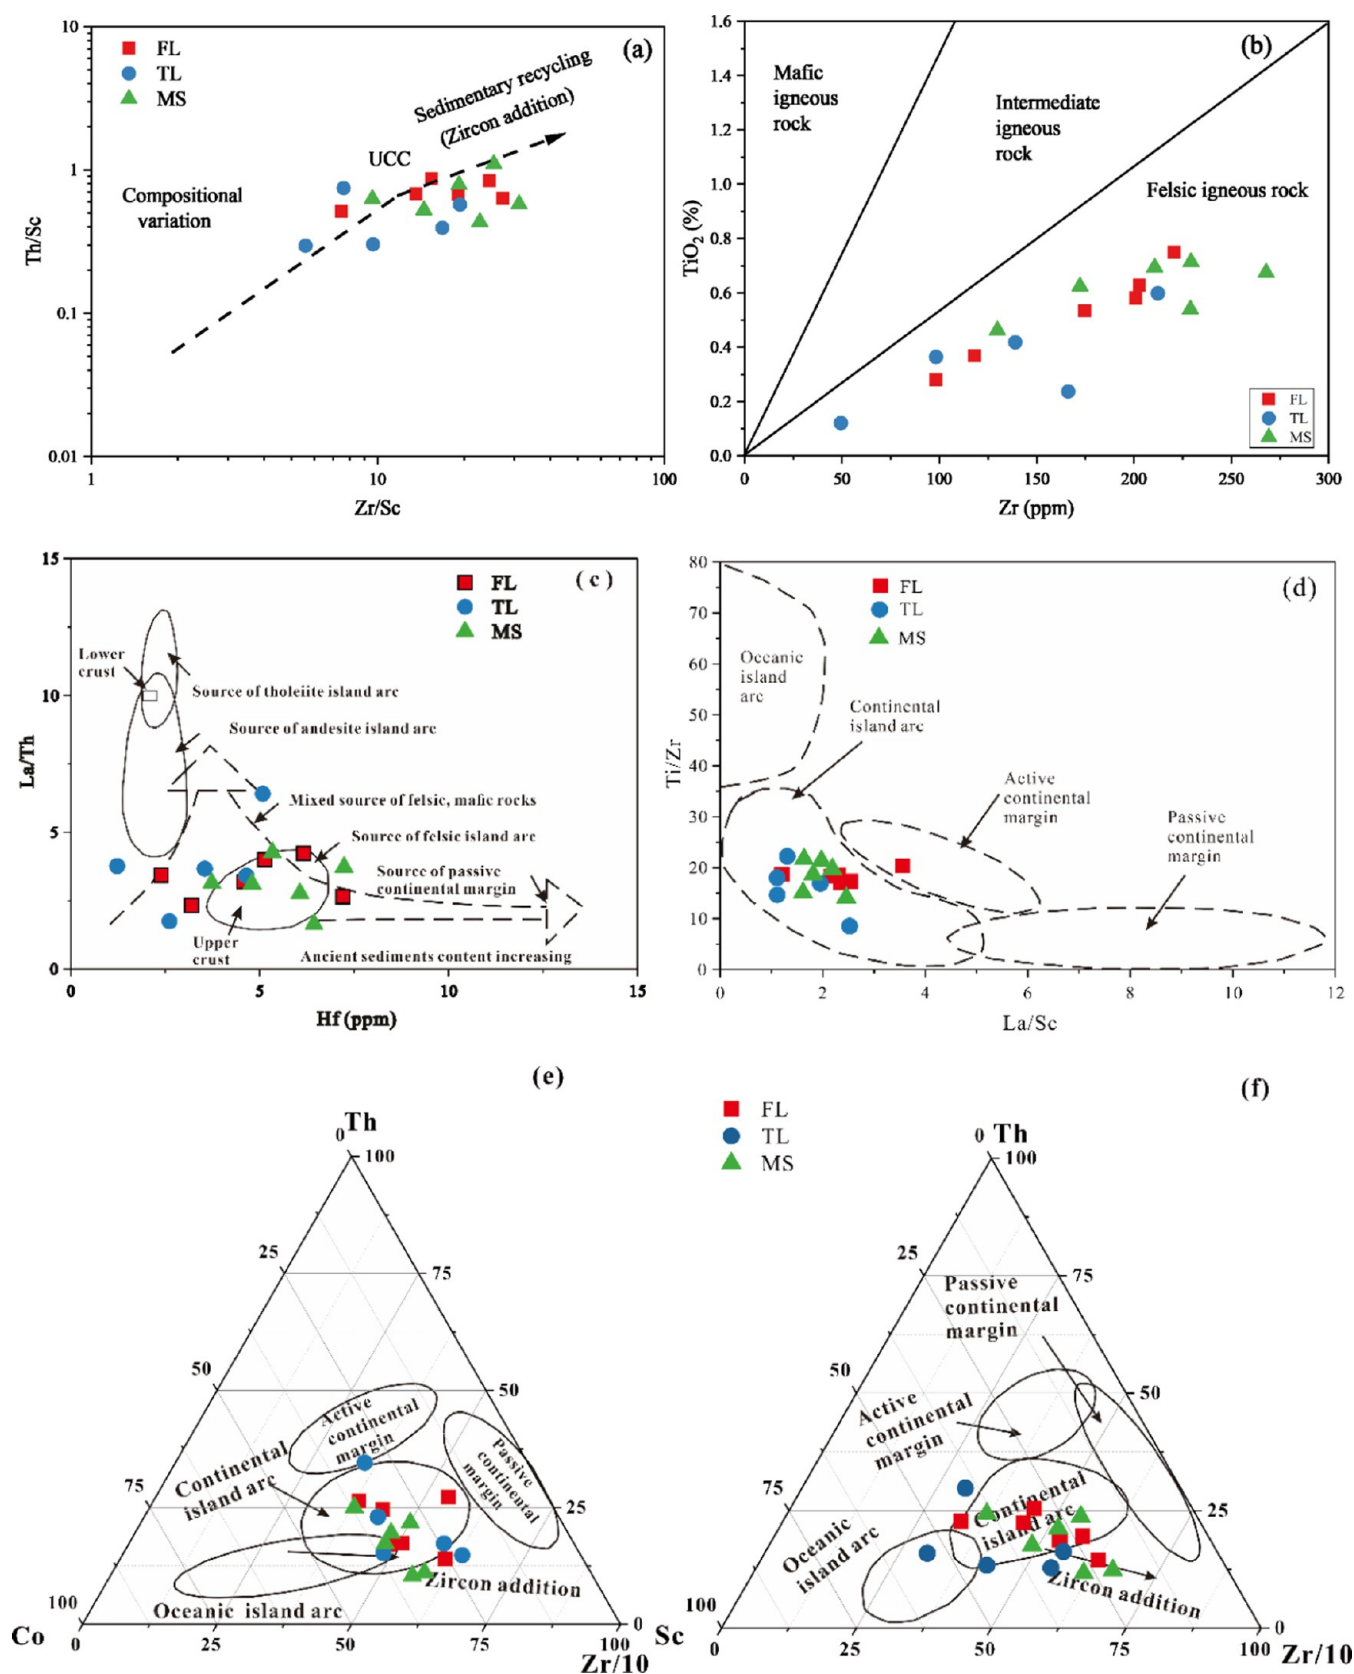 (a)
FL
TL
MS
Sedimentary recycling
(Zircon addition)
UCC
Compositional
variation
10
1
0.1
0.01
Th/Sc
1
10
100
Zr/Sc
(b)
Mafic
igneous
rock
Intermediate
igneous
rock
Felsic igneous rock
1.6
1.4
1.2
1.0
0.8
0.6
0.4
0.2
0.0
TiO2 (%)
FL
TL
MS
0
50
100
150
200
250
300
Zr (ppm)
( c )
FL
TL
MS
Lower
crust
Source of tholeiite island arc
Source of andesite island arc
Mixed source of felsic, mafic rocks
Source of felsic island arc
Source of passive
continental margin
Upper
crust
Ancient sediments content increasing
15
10
5
0
La/Th
0
5
10
15
Hf (ppm)
(d)
FL
TL
MS
Oceanic
island
arc
Continental
island arc
Active
continental
margin
Passive
continental
margin
80
70
60
50
40
30
20
10
0
Ti/Zr
0
2
4
6
8
10
12
La/Sc
(e)
Th
0
100
25
75
50
50
75
25
100
0
Active
continental
margin
Passive
continental
margin
Continental
island arc
Zircon addition
Oceanic island arc
Co
0
25
50
75
100
Zr/10
(f)
FL
TL
MS
0 Th
100
25
75
50
50
75
25
100
0
Passive
continental
margin
Active
continental
margin
Continental
island arc
Oceanic
island arc
Zircon addition
Sc
0
25
50
75
100
Zr/10